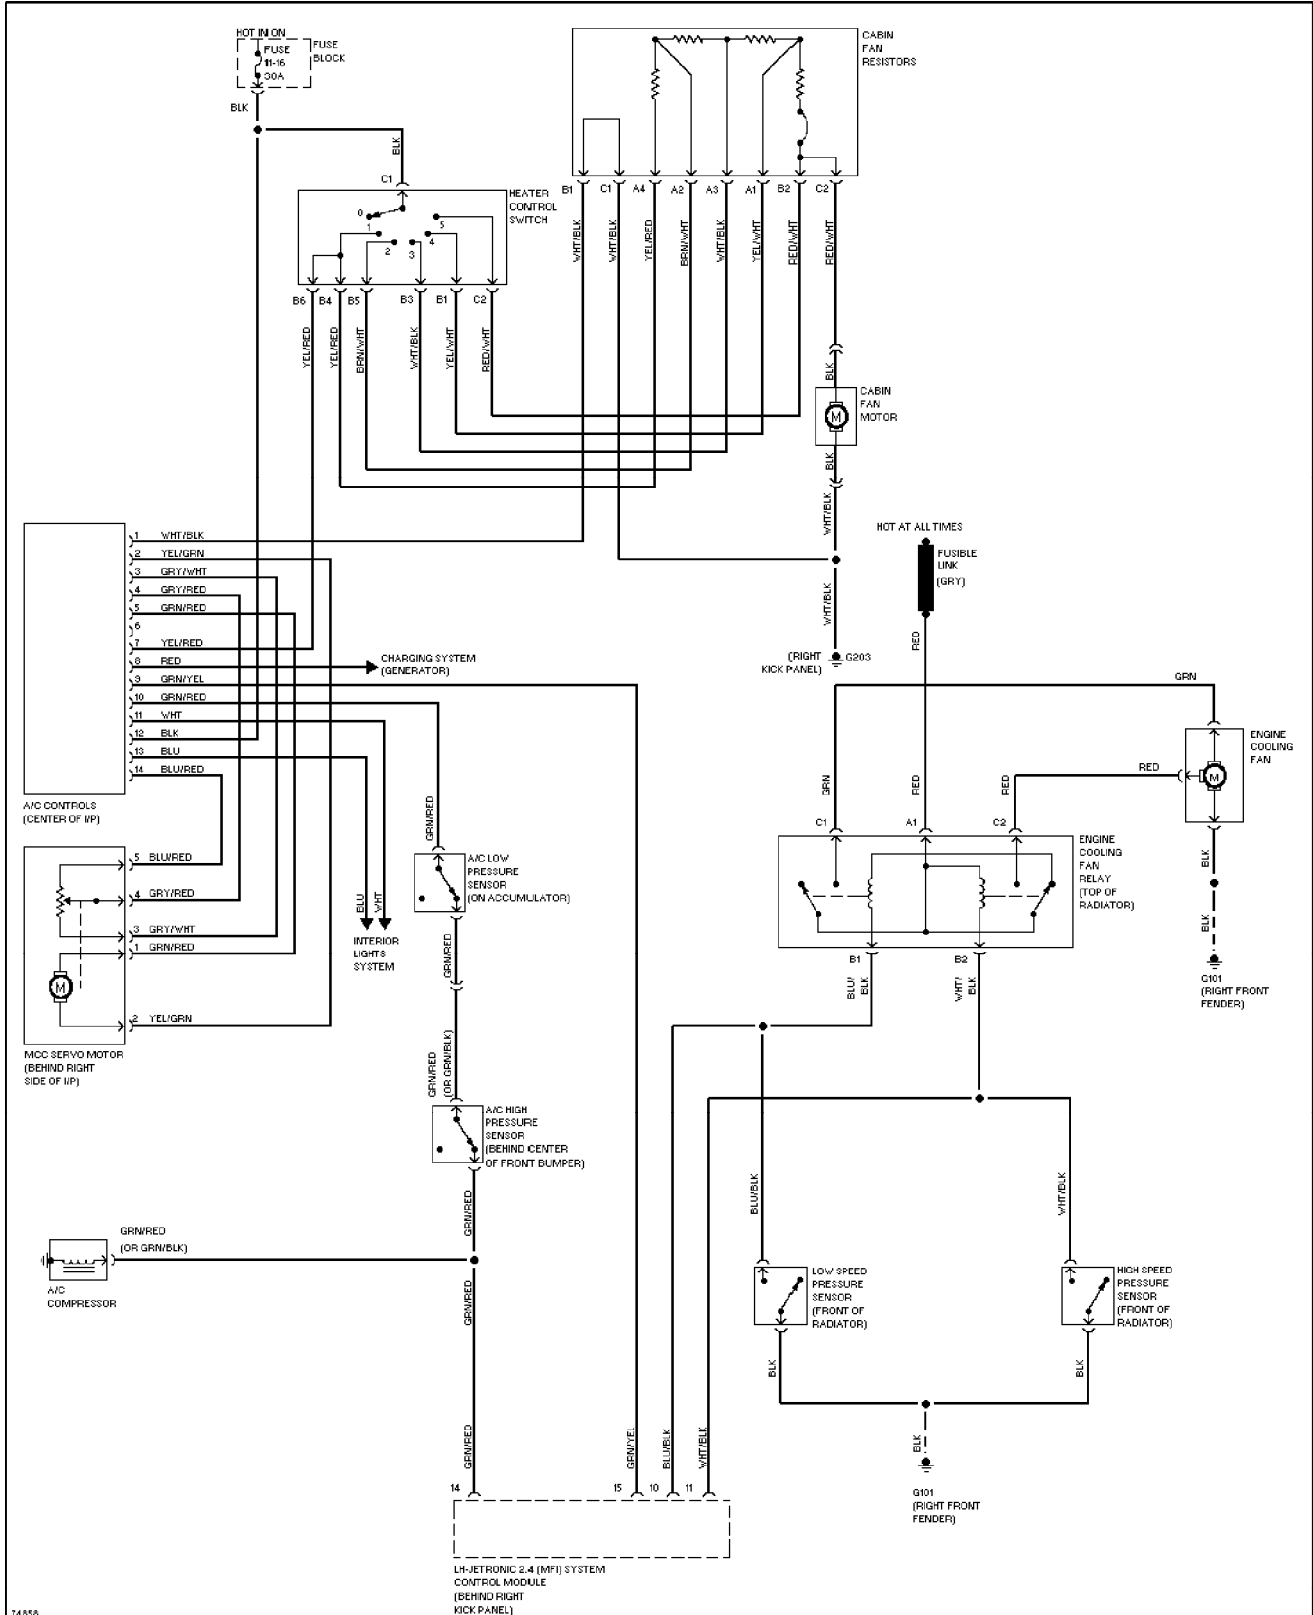 HOT IN ON
FUSE
11-16
30A
FUSE
BLOCK
BLK
BLK
C1
HEATER
CONTROL
SWITCH
0
1
2
3
4
5
B6
B4
B5
B3
B1
C2
YEL/RED
YEL/RED
BRN/WHT
WHT/BLK
YEL/WHT
RED/WHT
CABIN
FAN
RESISTORS
B1
C1
A4
A2
A3
A1
B2
C2
WHT/BLK
WHT/BLK
YEL/RED
BRN/WHT
WHT/BLK
YEL/WHT
RED/WHT
RED/WHT
BLK
CABIN
FAN
MOTOR
M
BLK
WHT/BLK
WHT/BLK
(RIGHT
KICK PANEL)
G203
HOT AT ALL TIMES
FUSIBLE
LINK
(GRY)
RED
1 WHT/BLK
2 YEL/GRN
3 GRY/WHT
4 GRY/RED
5 GRN/RED
6
7 YEL/RED
8 RED
9 GRN/YEL
10 GRN/RED
11 WHT
12 BLK
13 BLU
14 BLU/RED
A/C CONTROLS
(CENTER OF I/P)
CHARGING SYSTEM
(GENERATOR)
GRN
ENGINE
COOLING
FAN
M
RED
GRN
RED
RED
C1
A1
C2
ENGINE
COOLING
FAN
RELAY
(TOP OF
RADIATOR)
B1
B2
BLU/
BLK
WHT/
BLK
BLK
BLK
G101
(RIGHT FRONT
FENDER)
5 BLU/RED
4 GRY/RED
3 GRY/WHT
1 GRN/RED
M
2 YEL/GRN
MCC SERVO MOTOR
(BEHIND RIGHT
SIDE OF I/P)
BLU
WHT
INTERIOR
LIGHTS
SYSTEM
GRN/RED
A/C LOW
PRESSURE
SENSOR
(ON ACCUMULATOR)
GRN/RED
GRN/RED
(OR GRN/BLK)
A/C HIGH
PRESSURE
SENSOR
(BEHIND CENTER
OF FRONT BUMPER)
GRN/RED
GRN/RED
(OR GRN/BLK)
A/C
COMPRESSOR
GRN/RED
BLU/BLK
WHT/BLK
LOW SPEED
PRESSURE
SENSOR
(FRONT OF
RADIATOR)
HIGH SPEED
PRESSURE
SENSOR
(FRONT OF
RADIATOR)
BLK
BLK
BLK
G101
(RIGHT FRONT
FENDER)
GRN/RED
GRN/YEL
BLU/BLK
WHT/BLK
14
15
10
11
LH-JETRONIC 2.4 (MFI) SYSTEM
CONTROL MODULE
(BEHIND RIGHT
KICK PANEL)
74858